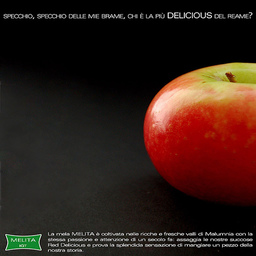 SPECCHIO, SPECCHIO DELLE MIE BRAME, CHI È LA PIÙ DELICIOUS DEL REAME?
La mela MELITA è coltivata nelle ricche e fresche valli di Malumnia con la
stessa passione e attenzione di un secolo fa: assaggia le nostre succose
Red Delicious e prova la splendida sensazione di mangiare un pezzo della
nostra storia.
MELITA